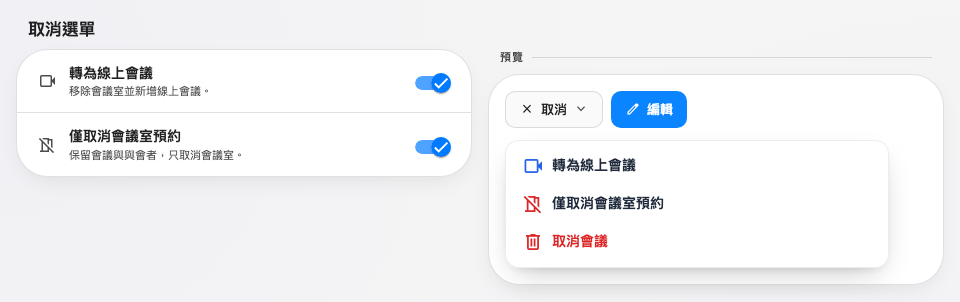 取消選單
轉為線上會議
移除會議室並新增線上會議。
僅取消會議室預約
保留會議與與會者，只取消會議室。
預覽
取消
編輯
轉為線上會議
僅取消會議室預約
取消會議